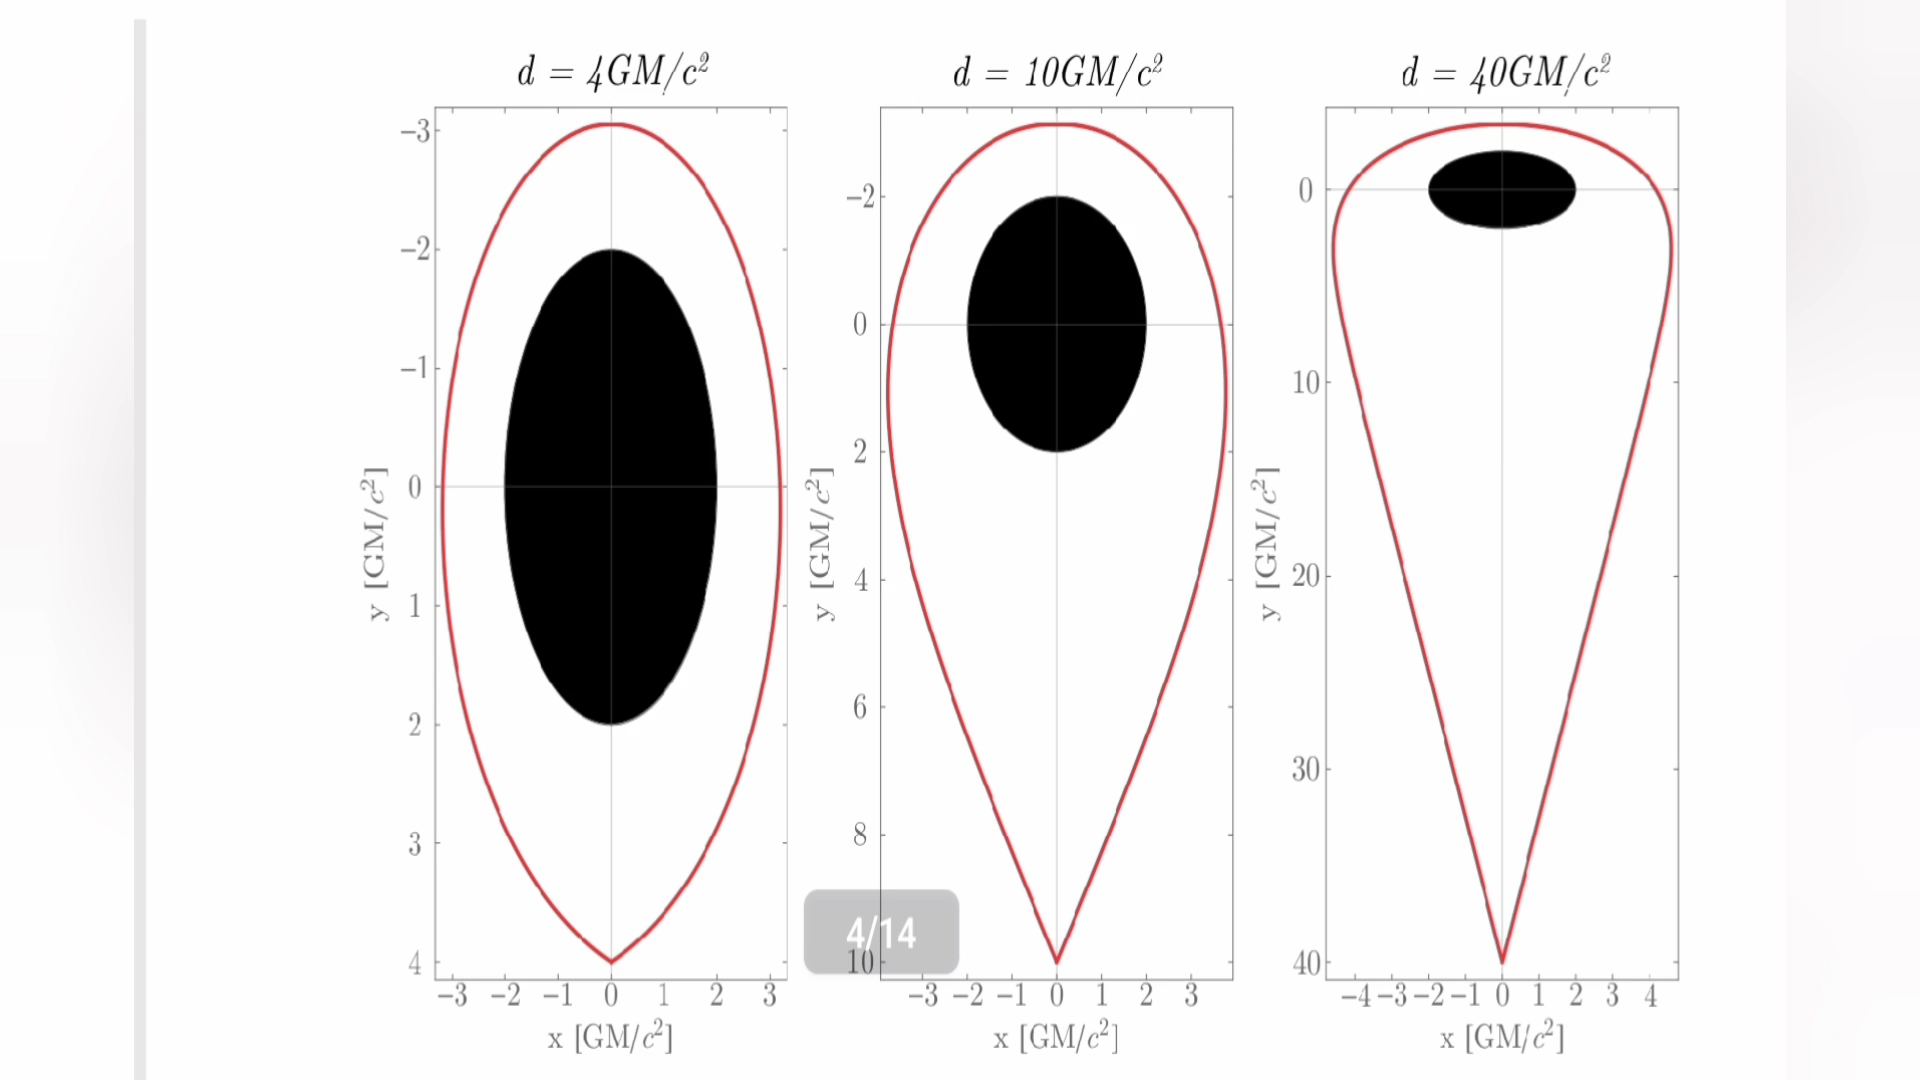 d = 4GM/c²
d = 10GM/c²
d = 40GM/c²
−3
−2
−1
0
1
2
3
4
y [GM/c²]
−3 −2 −1 0 1 2 3
x [GM/c²]
−2
0
2
4
6
8
10
y [GM/c²]
−3 −2 −1 0 1 2 3
x [GM/c²]
0
10
20
30
40
y [GM/c²]
−4 −3 −2 −1 0 1 2 3 4
x [GM/c²]
4/14